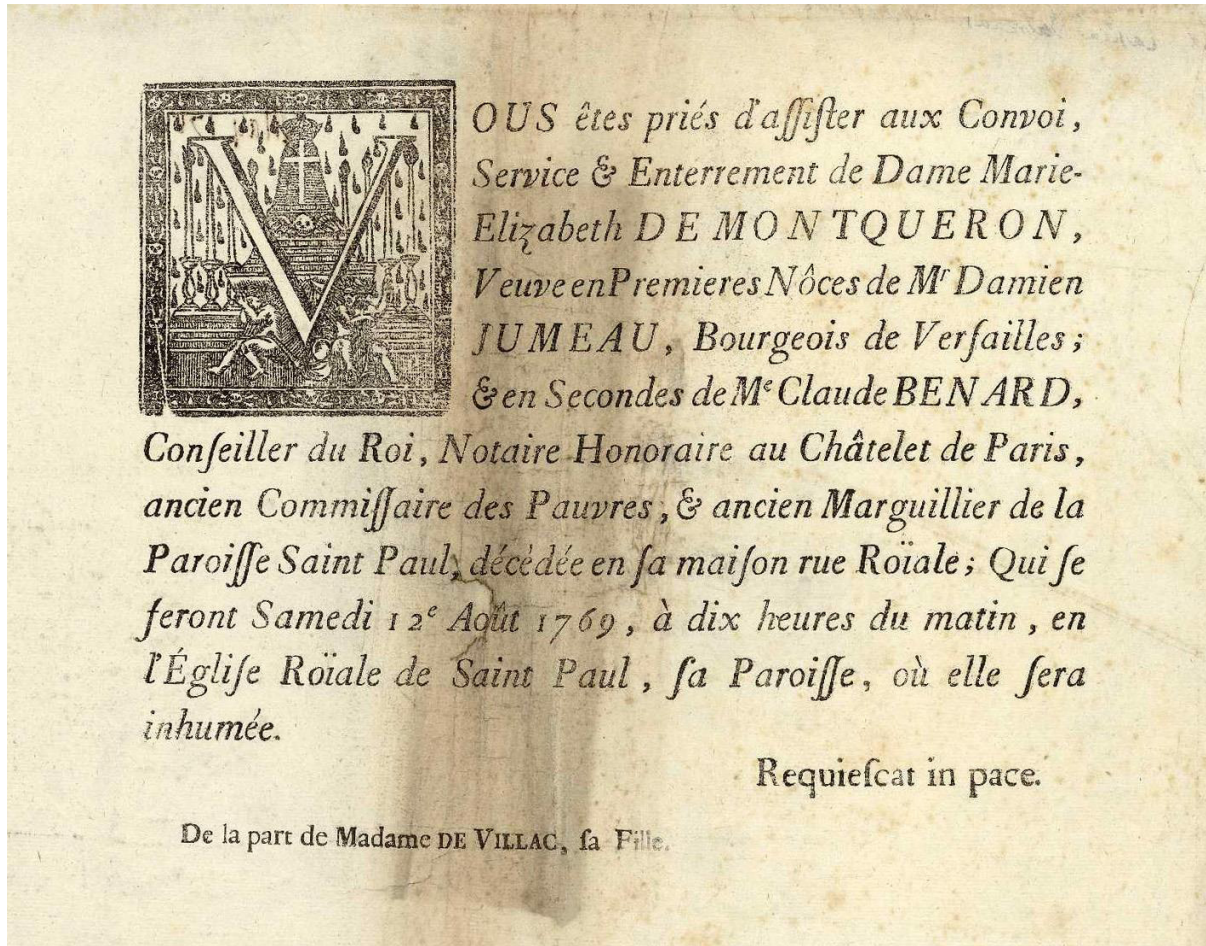 VOUS êtes priés d'aſſiſter aux Convoi,
Service & Enterrement de Dame Marie-
Elizabeth DE MONTQUERON,
Veuve en Premieres Nôces de Mr Damien
JUMEAU, Bourgeois de Verſailles;
& en Secondes de Me Claude BENARD,
Conſeiller du Roi, Notaire Honoraire au Châtelet de Paris,
ancien Commiſſaire des Pauvres, & ancien Marguillier de la
Paroiſſe Saint Paul, décédée en ſa maiſon rue Roïale; Qui ſe
feront Samedi 12e Août 1769, à dix heures du matin, en
l'Égliſe Roïale de Saint Paul, ſa Paroiſſe, où elle ſera
inhumée.
Requieſcat in pace.
De la part de Madame DE VILLAC, ſa Fille.